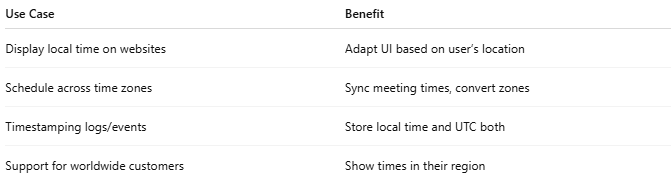 Use Case Benefit
Display local time on websites Adapt UI based on user's location
Schedule across time zones Sync meeting times, convert zones
Timestamping logs/events Store local time and UTC both
Support for worldwide customers Show times in their region